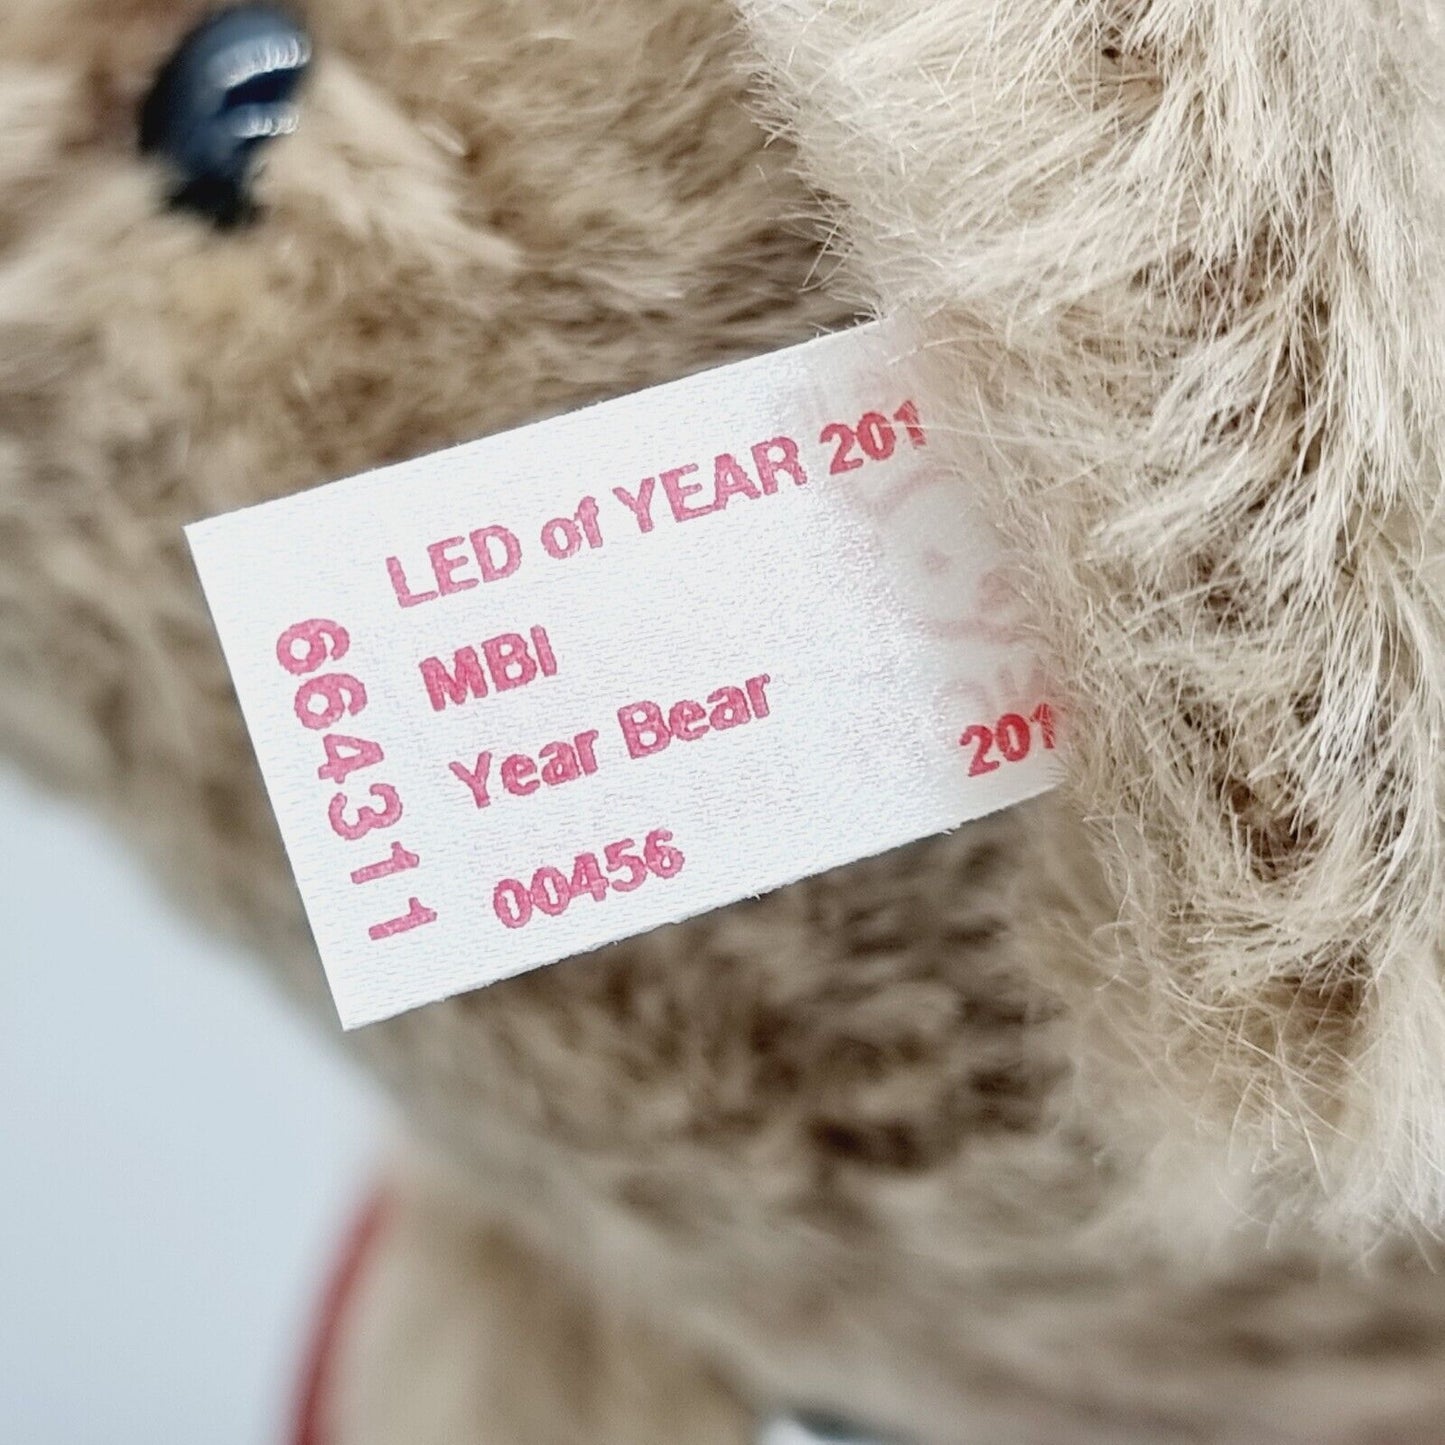 LED of YEAR 201
MBI
Year Bear
201
00456
664311